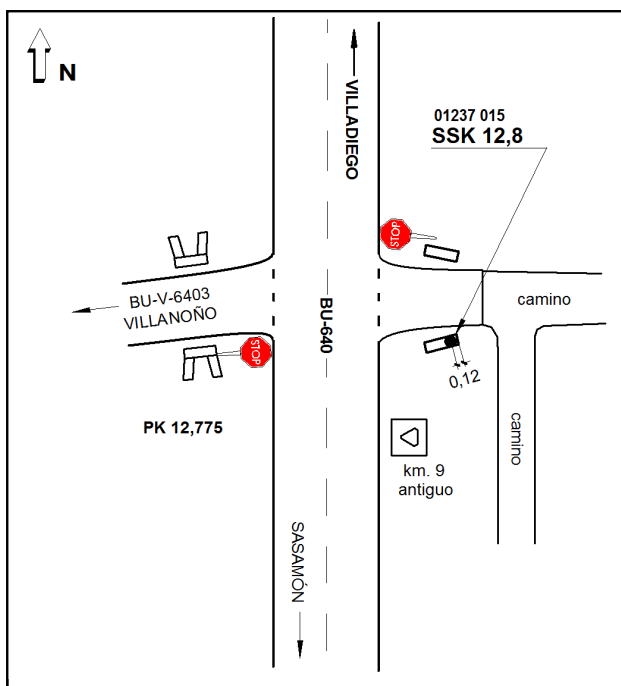 N
VILLADIEGO
01237 015
SSK 12,8
STOP
BU-V-6403
VILLANOÑO
BU-640
camino
STOP
0,12
PK 12,775
camino
km. 9
antiguo
SASAMÓN